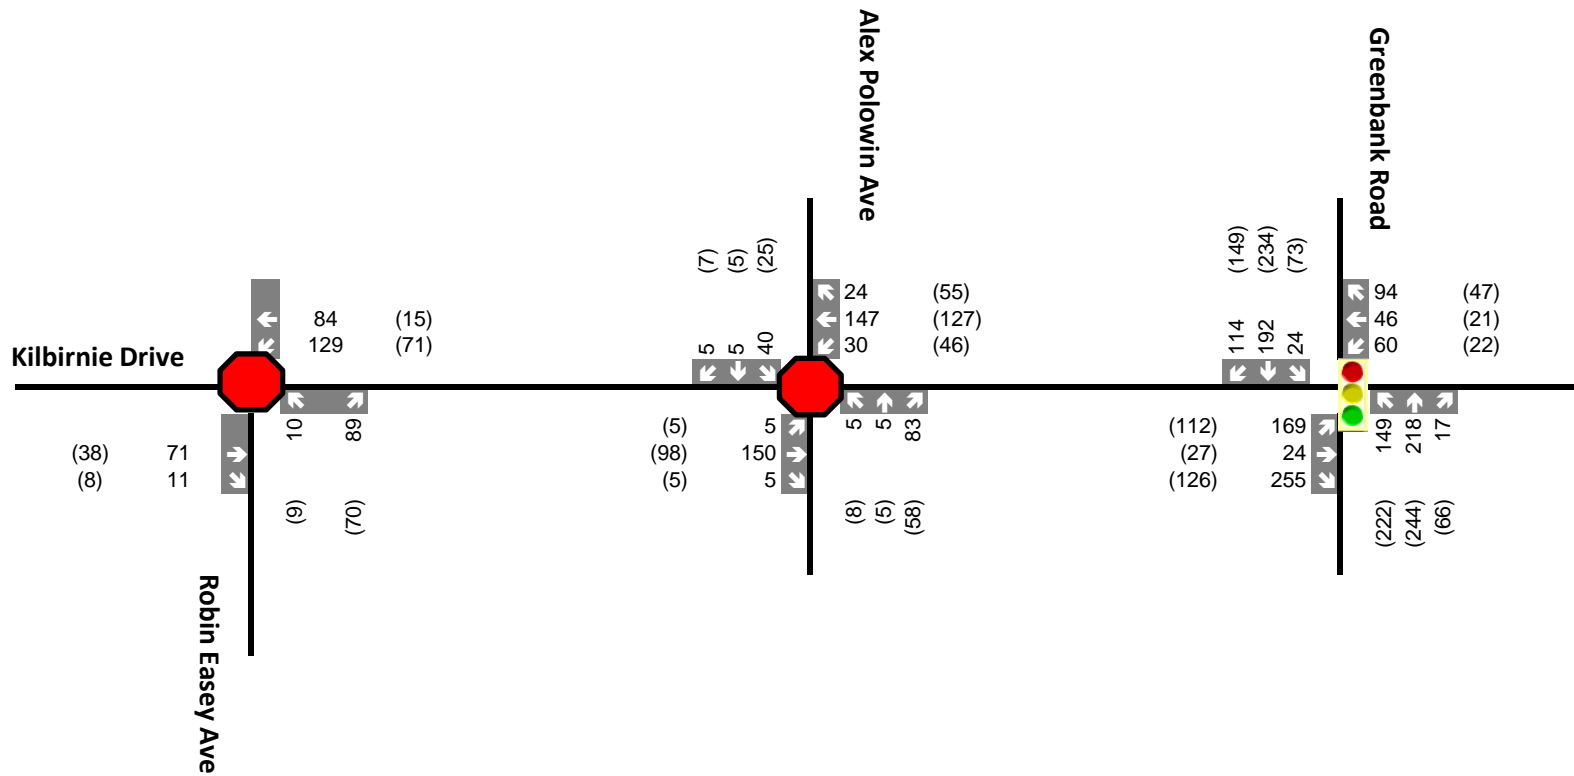 Alex Polowin Ave
Greenbank Road
Kilbirnie Drive
Robin Easey Ave
84 (15)
129 (71)
(38) 71
(8) 11
10 89
(9) (70)
(7) (5) (25)
5 5 40
24 (55)
147 (127)
30 (46)
(5) 5
(98) 150
(5) 5
5 5 83
(8) (5) (58)
(149) (234) (73)
114 192 24
94 (47)
46 (21)
60 (22)
(112) 169
(27) 24
(126) 255
149 218 17
(222) (244) (66)